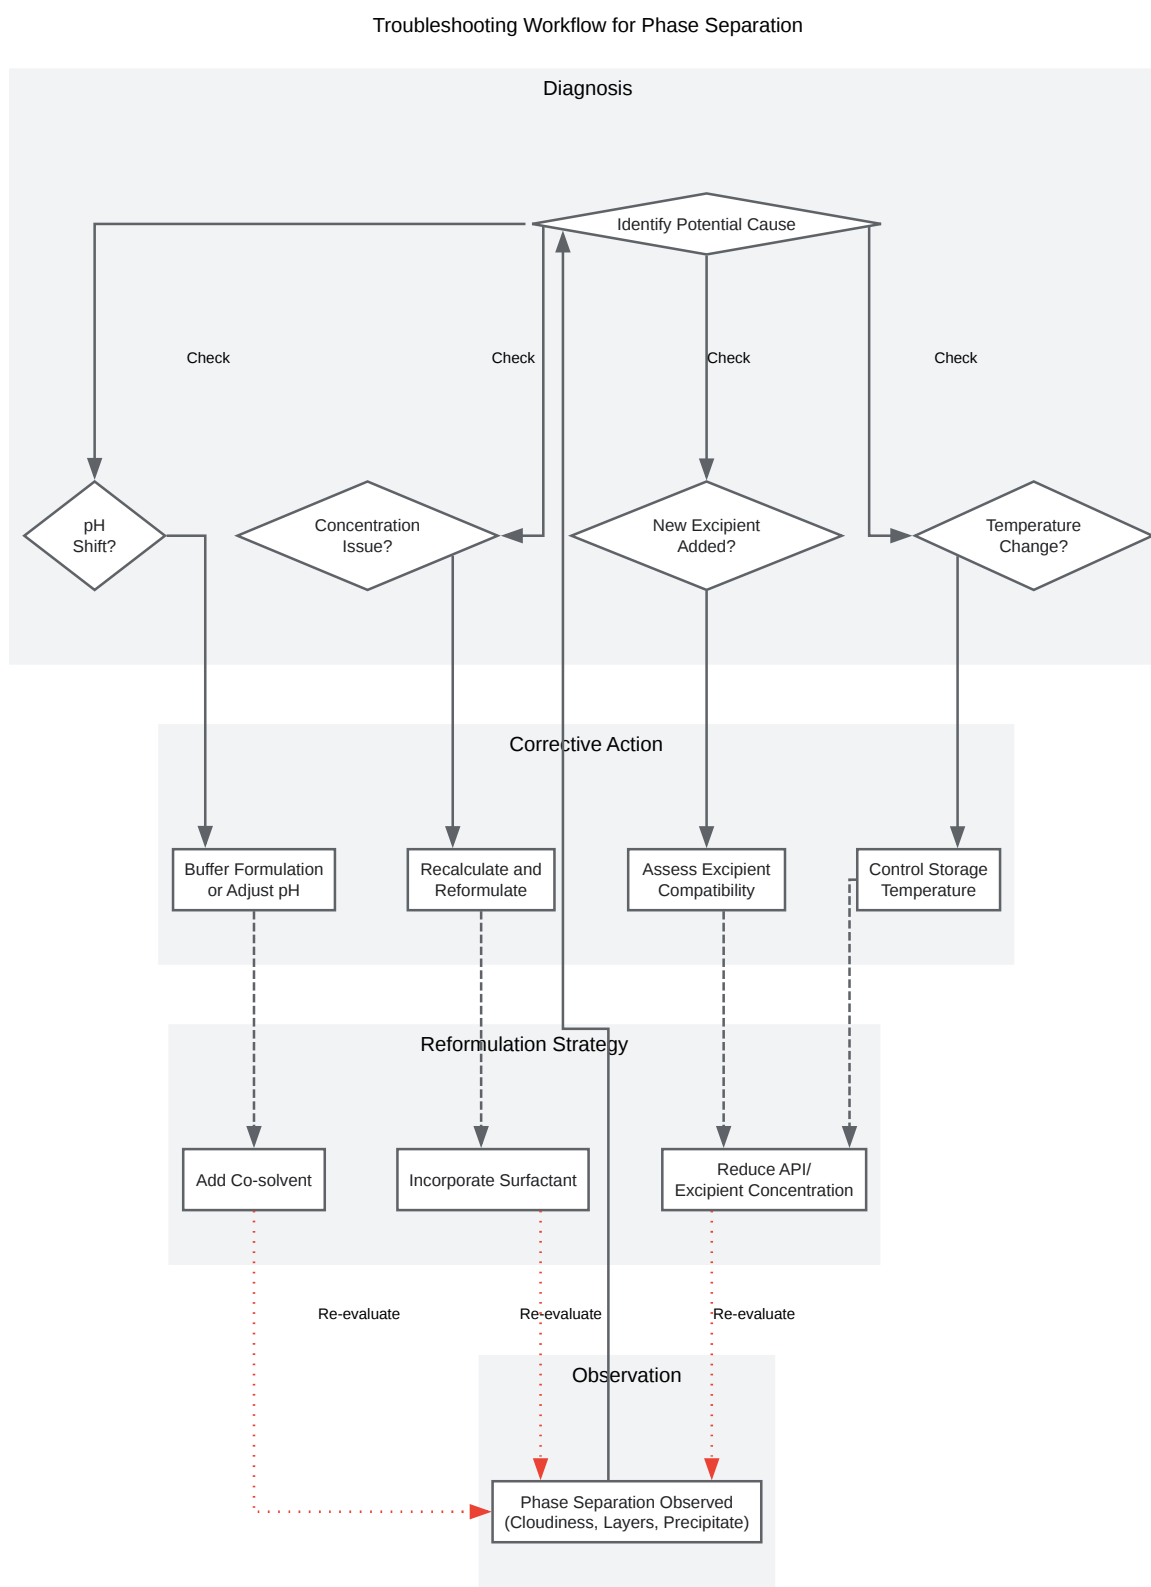 Troubleshooting Workflow for Phase Separation
Diagnosis
Identify Potential Cause
Check
Check
Check
Check
pH
Shift?
Concentration
Issue?
New Excipient
Added?
Temperature
Change?
Corrective Action
Buffer Formulation
or Adjust pH
Recalculate and
Reformulate
Assess Excipient
Compatibility
Control Storage
Temperature
Reformulation Strategy
Add Co-solvent
Incorporate Surfactant
Reduce API/
Excipient Concentration
Re-evaluate
Re-evaluate
Re-evaluate
Observation
Phase Separation Observed
(Cloudiness, Layers, Precipitate)